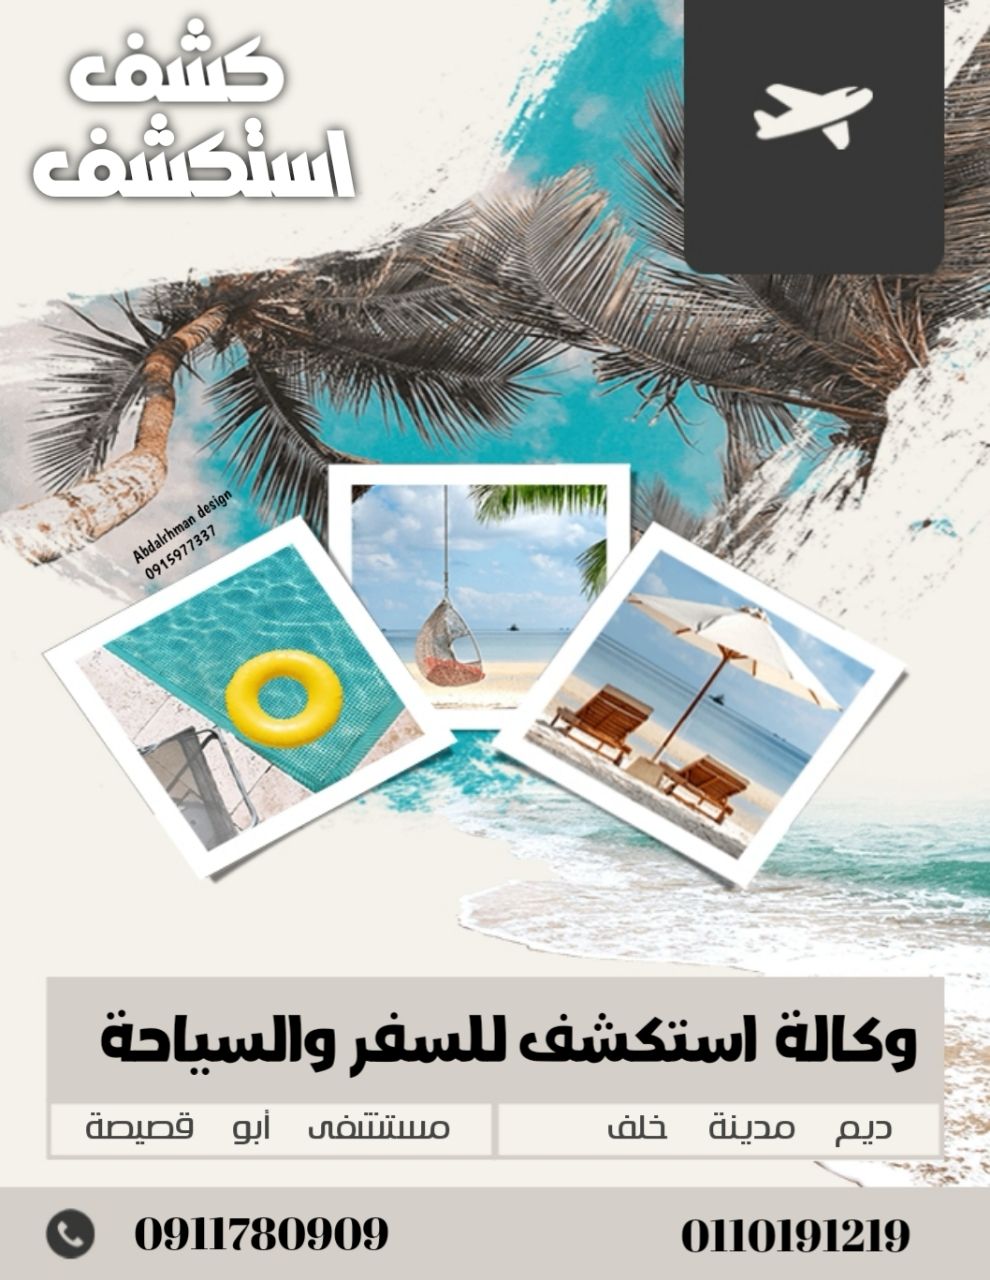 كشف
استكشف
Abdalrhman design
0915977337
وكالة استكشف للسفر والسياحة
ديم مدينة خلف
مستشفى أبو قصيصة
0911780909
0110191219